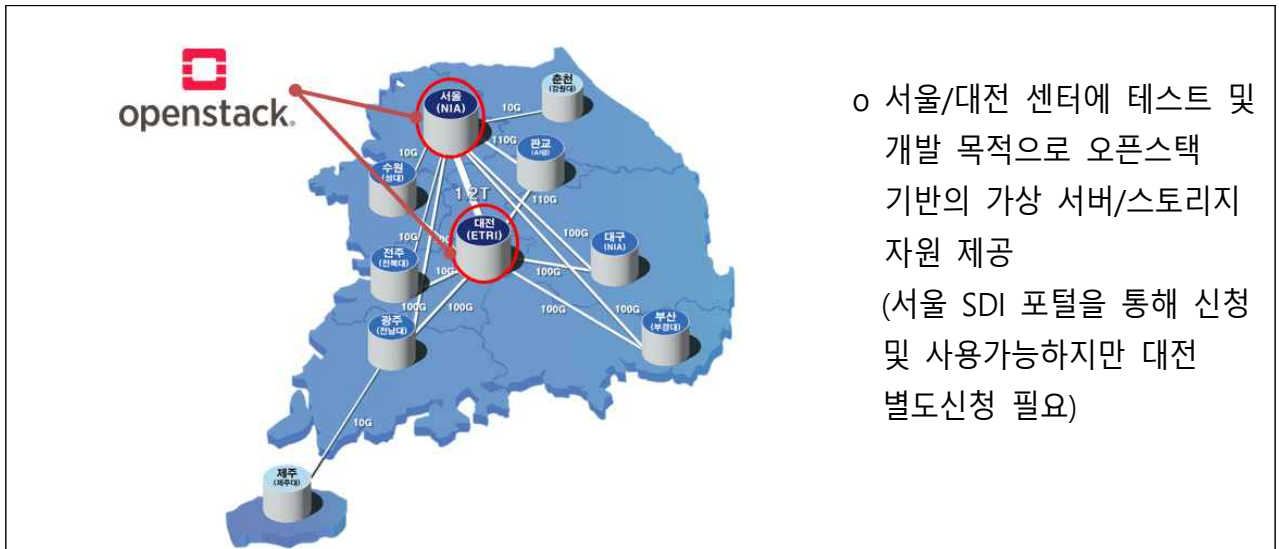 openstack.
춘천
(강원대)
서울
(NIA)
10G
110G
판교
10G
수원
(성대)
110G
1.2T
대전
(ETRI)
10G
100G
대구
(NIA)
전주
(전북대)
10G
100G
100G
100G
100G
100G
광주
(전남대)
부산
(부경대)
10G
제주
(제주대)
o 서울/대전 센터에 테스트 및
개발 목적으로 오픈스택
기반의 가상 서버/스토리지
자원 제공
(서울 SDI 포털을 통해 신청
및 사용가능하지만 대전
별도신청 필요)